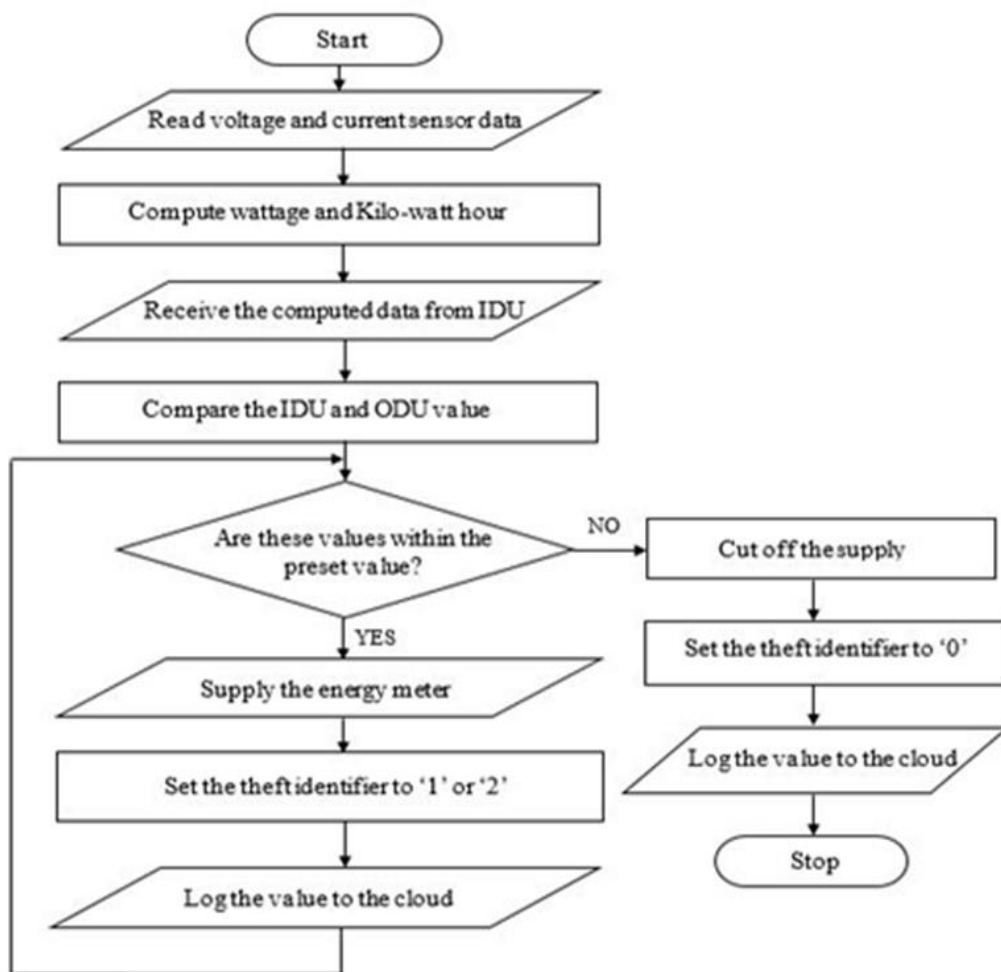 Start
Read voltage and current sensor data
Compute wattage and Kilo-watt hour
Receive the computed data from IDU
Compare the IDU and ODU value
Are these values within the
preset value?
NO
Cut off the supply
Set the theft identifier to ‘0’
Log the value to the cloud
Stop
YES
Supply the energy meter
Set the theft identifier to ‘1’ or ‘2’
Log the value to the cloud